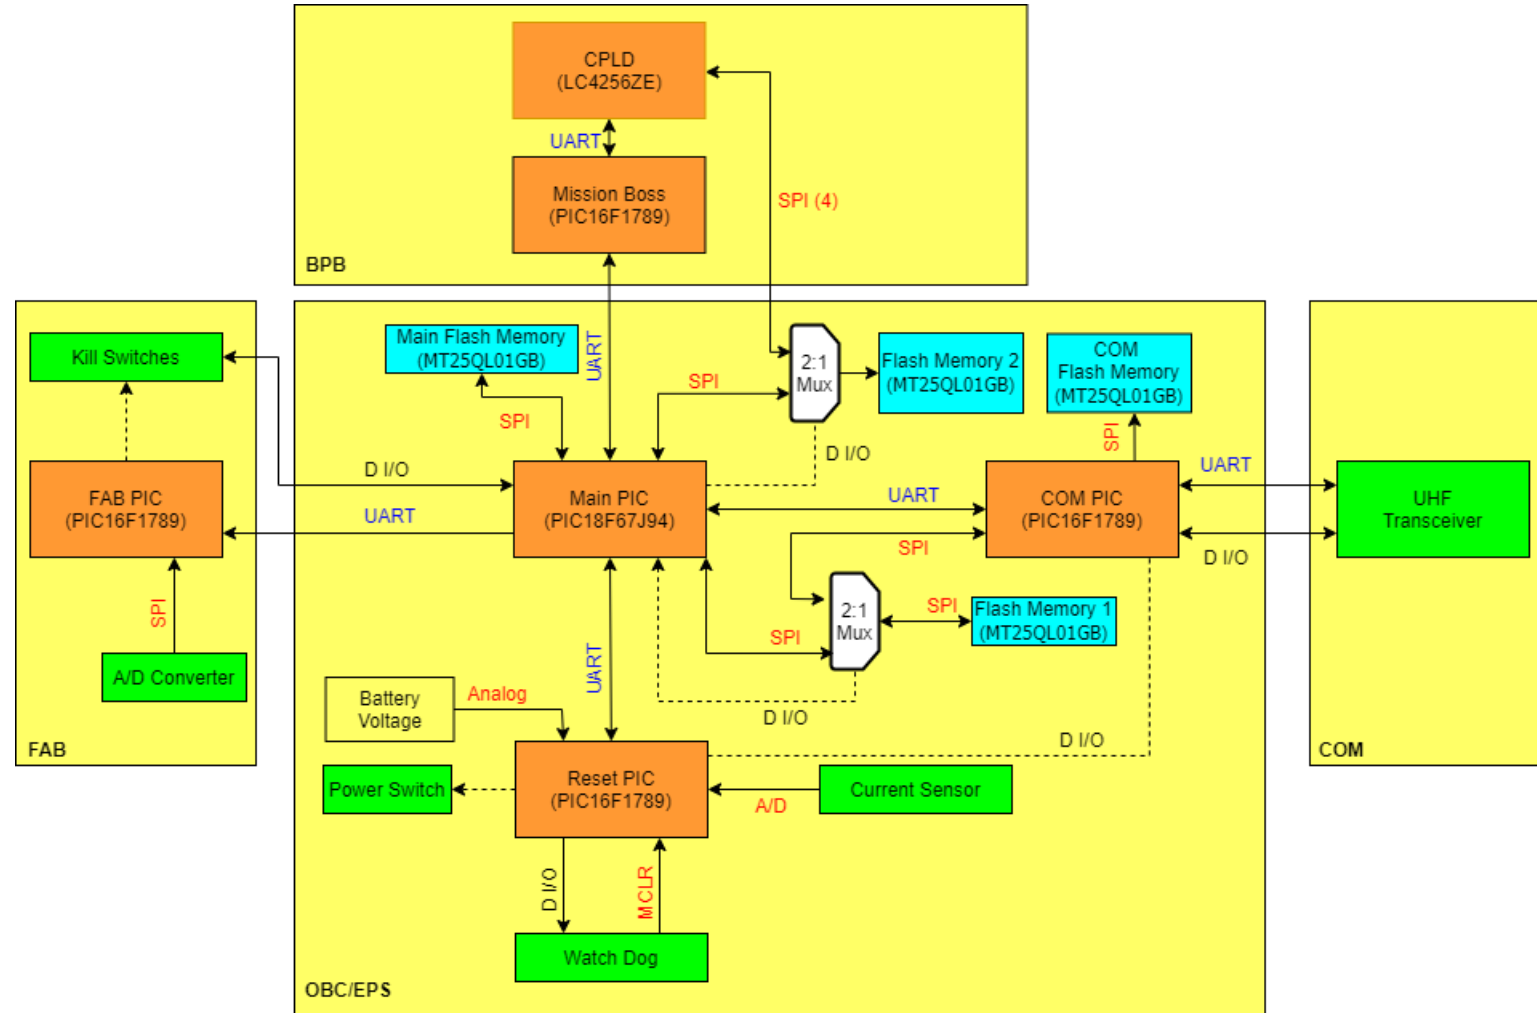 CPLD
(LC4256ZE)
UART
Mission Boss
(PIC16F1789)
SPI (4)
BPB
Kill Switches
FAB PIC
(PIC16F1789)
SPI
A/D Converter
FAB
D I/O
UART
Main Flash Memory
(MT25QL01GB)
SPI
UART
SPI
2:1
Mux
Flash Memory 2
(MT25QL01GB)
D I/O
COM
Flash Memory
(MT25QL01GB)
SPI
Main PIC
(PIC18F67J94)
UART
COM PIC
(PIC16F1789)
SPI
2:1
Mux
SPI
Flash Memory 1
(MT25QL01GB)
SPI
D I/O
UART
D I/O
Battery
Voltage
Analog
Reset PIC
(PIC16F1789)
Power Switch
A/D
Current Sensor
D I/O
MCLR
Watch Dog
OBC/EPS
UART
D I/O
UHF
Transceiver
COM